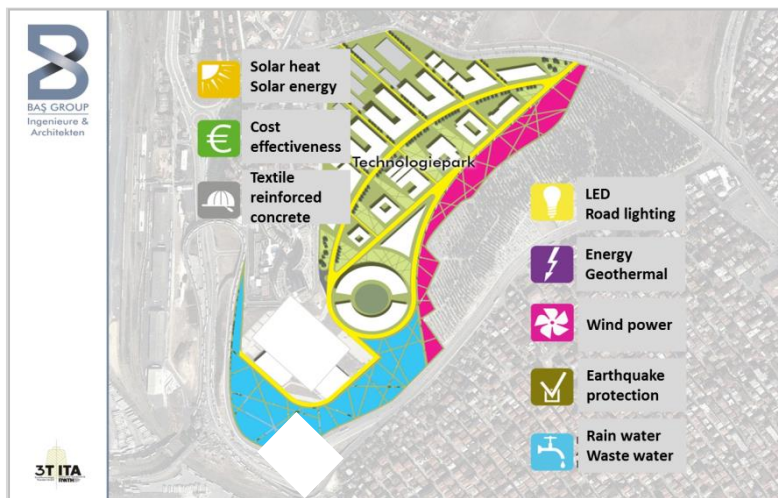 BAŞ GROUP
Ingenieure &
Architekten
Solar heat
Solar energy
Cost
effectiveness
Textile
reinforced
concrete
Technologiepark
LED
Road lighting
Energy
Geothermal
Wind power
Earthquake
protection
Rain water
Waste water
3T ITA